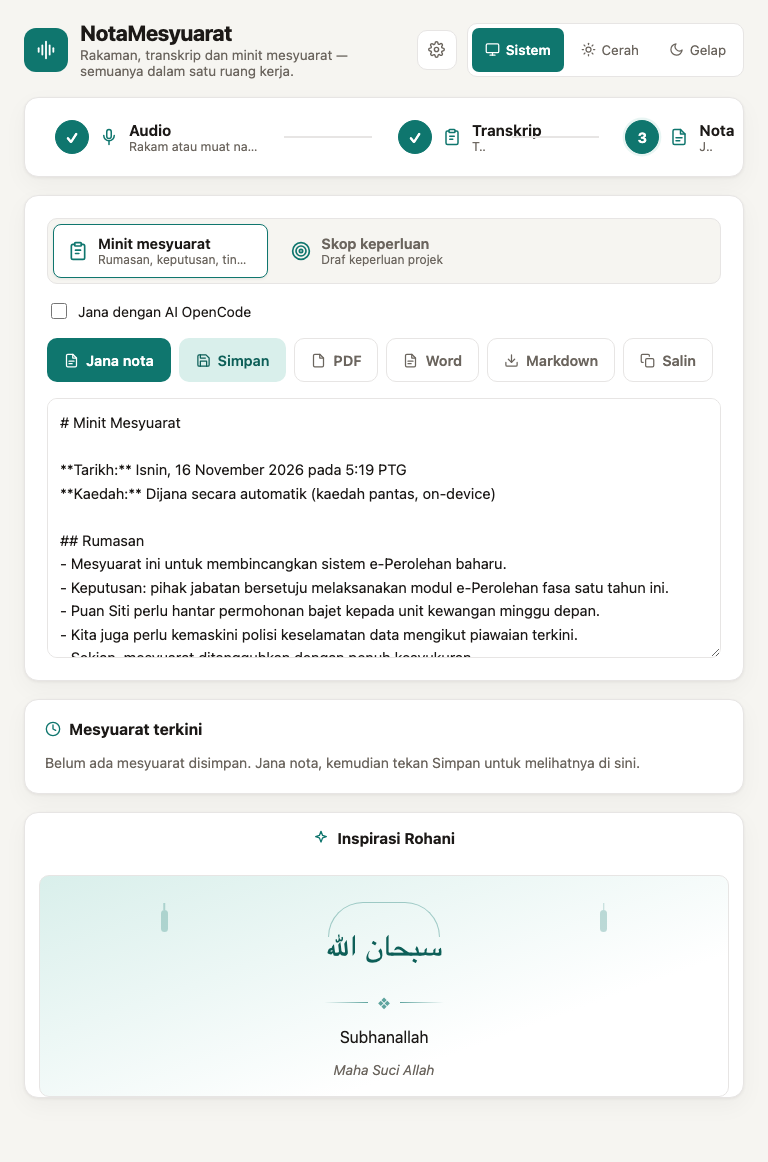 NotaMesyuarat
Rakaman, transkrip dan minit mesyuarat —
semuanya dalam satu ruang kerja.
Sistem
Cerah
Gelap
Audio
Rakam atau muat na...
Transkrip
T..
3
Nota
J..
Minit mesyuarat
Rumasan, keputusan, tin...
Skop keperluan
Draf keperluan projek
Jana dengan AI OpenCode
Jana nota
Simpan
PDF
Word
Markdown
Salin
# Minit Mesyuarat
**Tarikh:** Isnin, 16 November 2026 pada 5:19 PTG
**Kaedah:** Dijana secara automatik (kaedah pantas, on-device)
## Rumasan
- Mesyuarat ini untuk membincangkan sistem e-Perolehan baharu.
- Keputusan: pihak jabatan bersetuju melaksanakan modul e-Perolehan fasa satu tahun ini.
- Puan Siti perlu hantar permohonan bajet kepada unit kewangan minggu depan.
- Kita juga perlu kemaskini polisi keselamatan data mengikut piawaian terkini.
- Sekian, mesyuarat ditangguhkan dengan penuh kesyukuran.
Mesyuarat terkini
Belum ada mesyuarat disimpan. Jana nota, kemudian tekan Simpan untuk melihatnya di sini.
Inspirasi Rohani
سبحان الله
Subhanallah
Maha Suci Allah